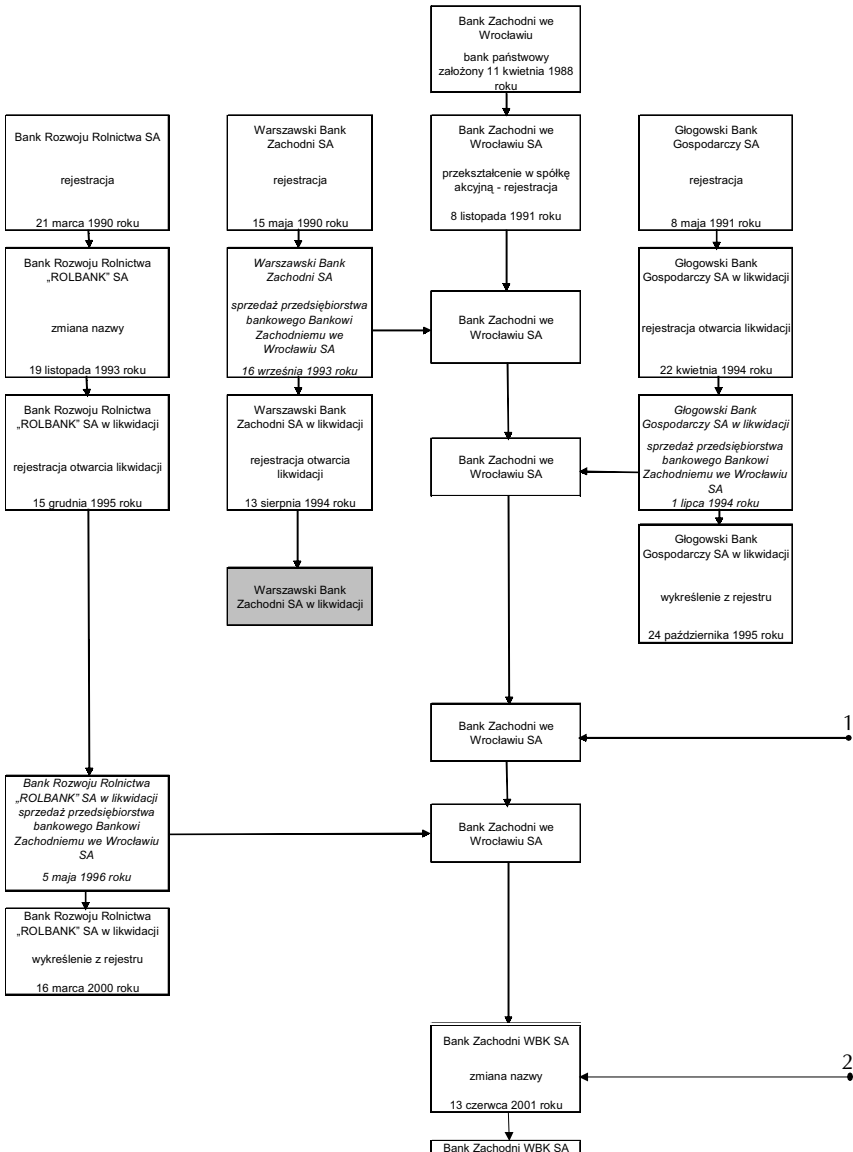 Bank Zachodni we
Wrocławiu
bank państwowy
założony 11 kwietnia 1988
roku
Bank Rozwoju Rolnictwa SA
rejestracja
21 marca 1990 roku
Warszawski Bank
Zachodni SA
rejestracja
15 maja 1990 roku
Bank Zachodni we
Wrocławiu SA
przekształcenie w spółkę
akcyjną - rejestracja
8 listopada 1991 roku
Głogowski Bank
Gospodarczy SA
rejestracja
8 maja 1991 roku
Bank Rozwoju Rolnictwa
„ROLBANK” SA
zmiana nazwy
19 listopada 1993 roku
Warszawski Bank
Zachodni SA
sprzedaż przedsiębiorstwa
bankowego Bankowi
Zachodniemu we
Wrocławiu SA
16 września 1993 roku
Bank Zachodni we
Wrocławiu SA
Głogowski Bank
Gospodarczy SA w likwidacji
rejestracja otwarcia likwidacji
22 kwietnia 1994 roku
Bank Rozwoju Rolnictwa
„ROLBANK” SA w likwidacji
rejestracja otwarcia likwidacji
15 grudnia 1995 roku
Warszawski Bank
Zachodni SA w likwidacji
rejestracja otwarcia
likwidacji
13 sierpnia 1994 roku
Bank Zachodni we
Wrocławiu SA
Głogowski Bank
Gospodarczy SA w likwidacji
sprzedaż przedsiębiorstwa
bankowego Bankowi
Zachodniemu we Wrocławiu
SA
1 lipca 1994 roku
Warszawski Bank
Zachodni SA w likwidacji
Głogowski Bank
Gospodarczy SA w likwidacji
wykreślenie z rejestru
24 października 1995 roku
Bank Zachodni we
Wrocławiu SA
1
Bank Rozwoju Rolnictwa
„ROLBANK” SA w likwidacji
sprzedaż przedsiębiorstwa
bankowego Bankowi
Zachodniemu we Wrocławiu
SA
5 maja 1996 roku
Bank Zachodni we
Wrocławiu SA
Bank Rozwoju Rolnictwa
„ROLBANK” SA w likwidacji
wykreślenie z rejestru
16 marca 2000 roku
Bank Zachodni WBK SA
zmiana nazwy
13 czerwca 2001 roku
2
Bank Zachodni WBK SA